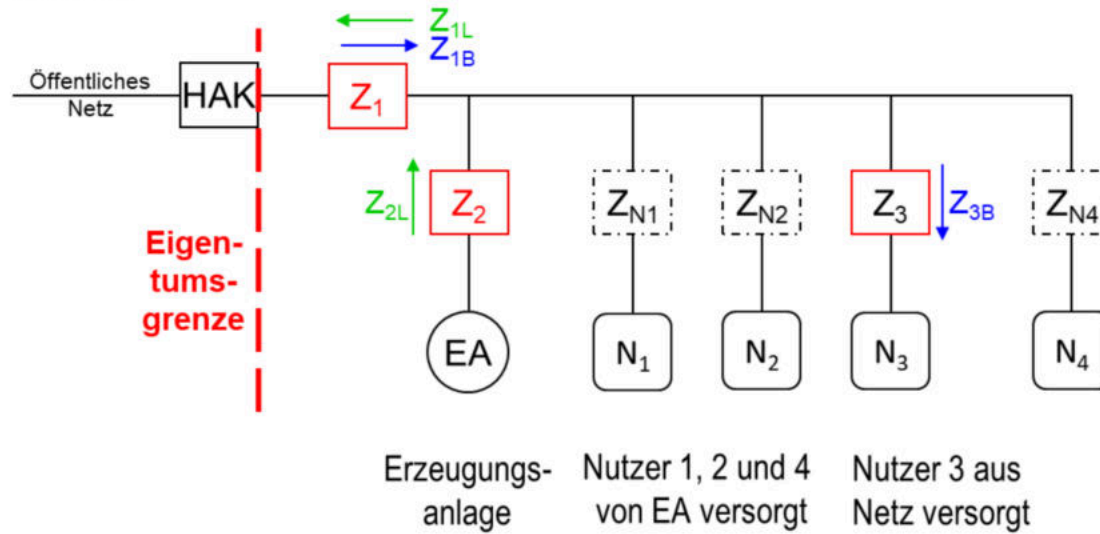 Z1L
Z1B
Öffentliches
Netz
HAK
Z1
Z2L
Z2
ZN1
ZN2
Z3
Z3B
ZN4
Eigen-
tums-
grenze
EA
N1
N2
N3
N4
Erzeugungs-
anlage
Nutzer 1, 2 und 4
von EA versorgt
Nutzer 3 aus
Netz versorgt